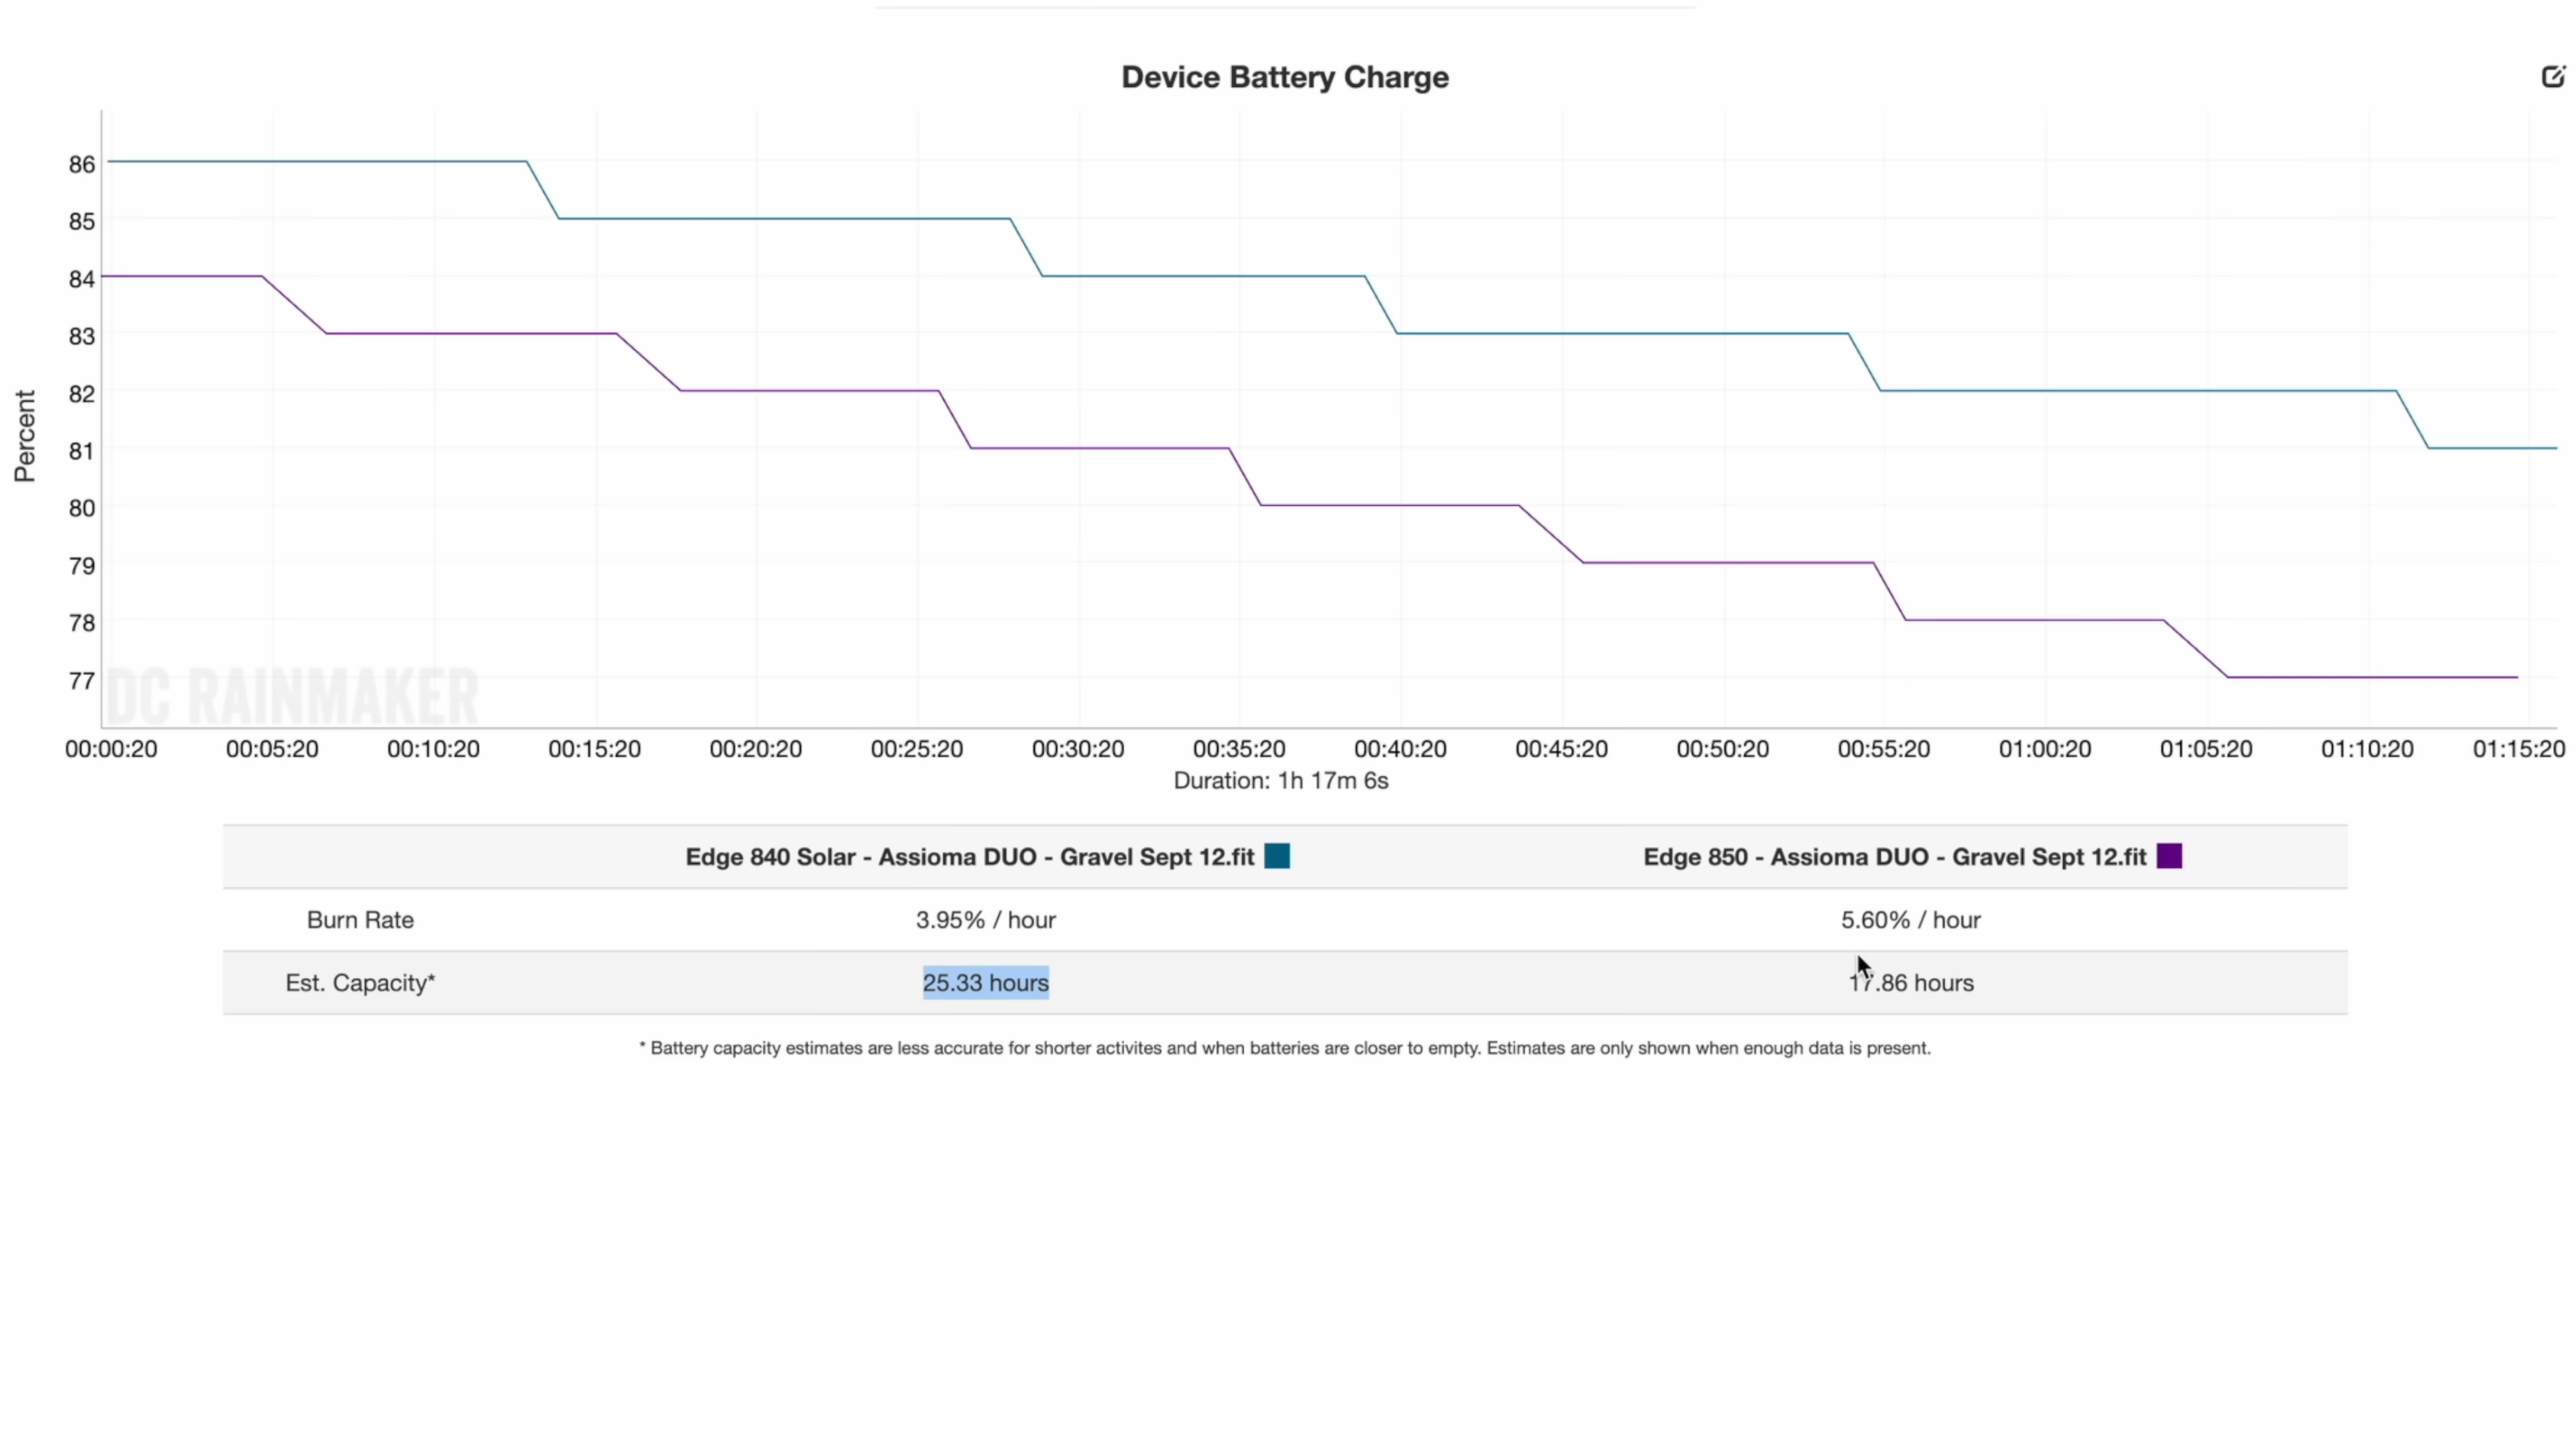 Device Battery Charge
Percent
86
85
84
83
82
81
80
79
78
77
DC RAINMAKER
00:00:20 00:05:20 00:10:20 00:15:20 00:20:20 00:25:20 00:30:20 00:35:20 00:40:20 00:45:20 00:50:20 00:55:20 01:00:20 01:05:20 01:10:20 01:15:20
Duration: 1h 17m 6s
Edge 840 Solar - Assioma DUO - Gravel Sept 12.fit Edge 850 - Assioma DUO - Gravel Sept 12.fit
Burn Rate 3.95% / hour 5.60% / hour
Est. Capacity* 25.33 hours 17.86 hours
* Battery capacity estimates are less accurate for shorter activites and when batteries are closer to empty. Estimates are only shown when enough data is present.